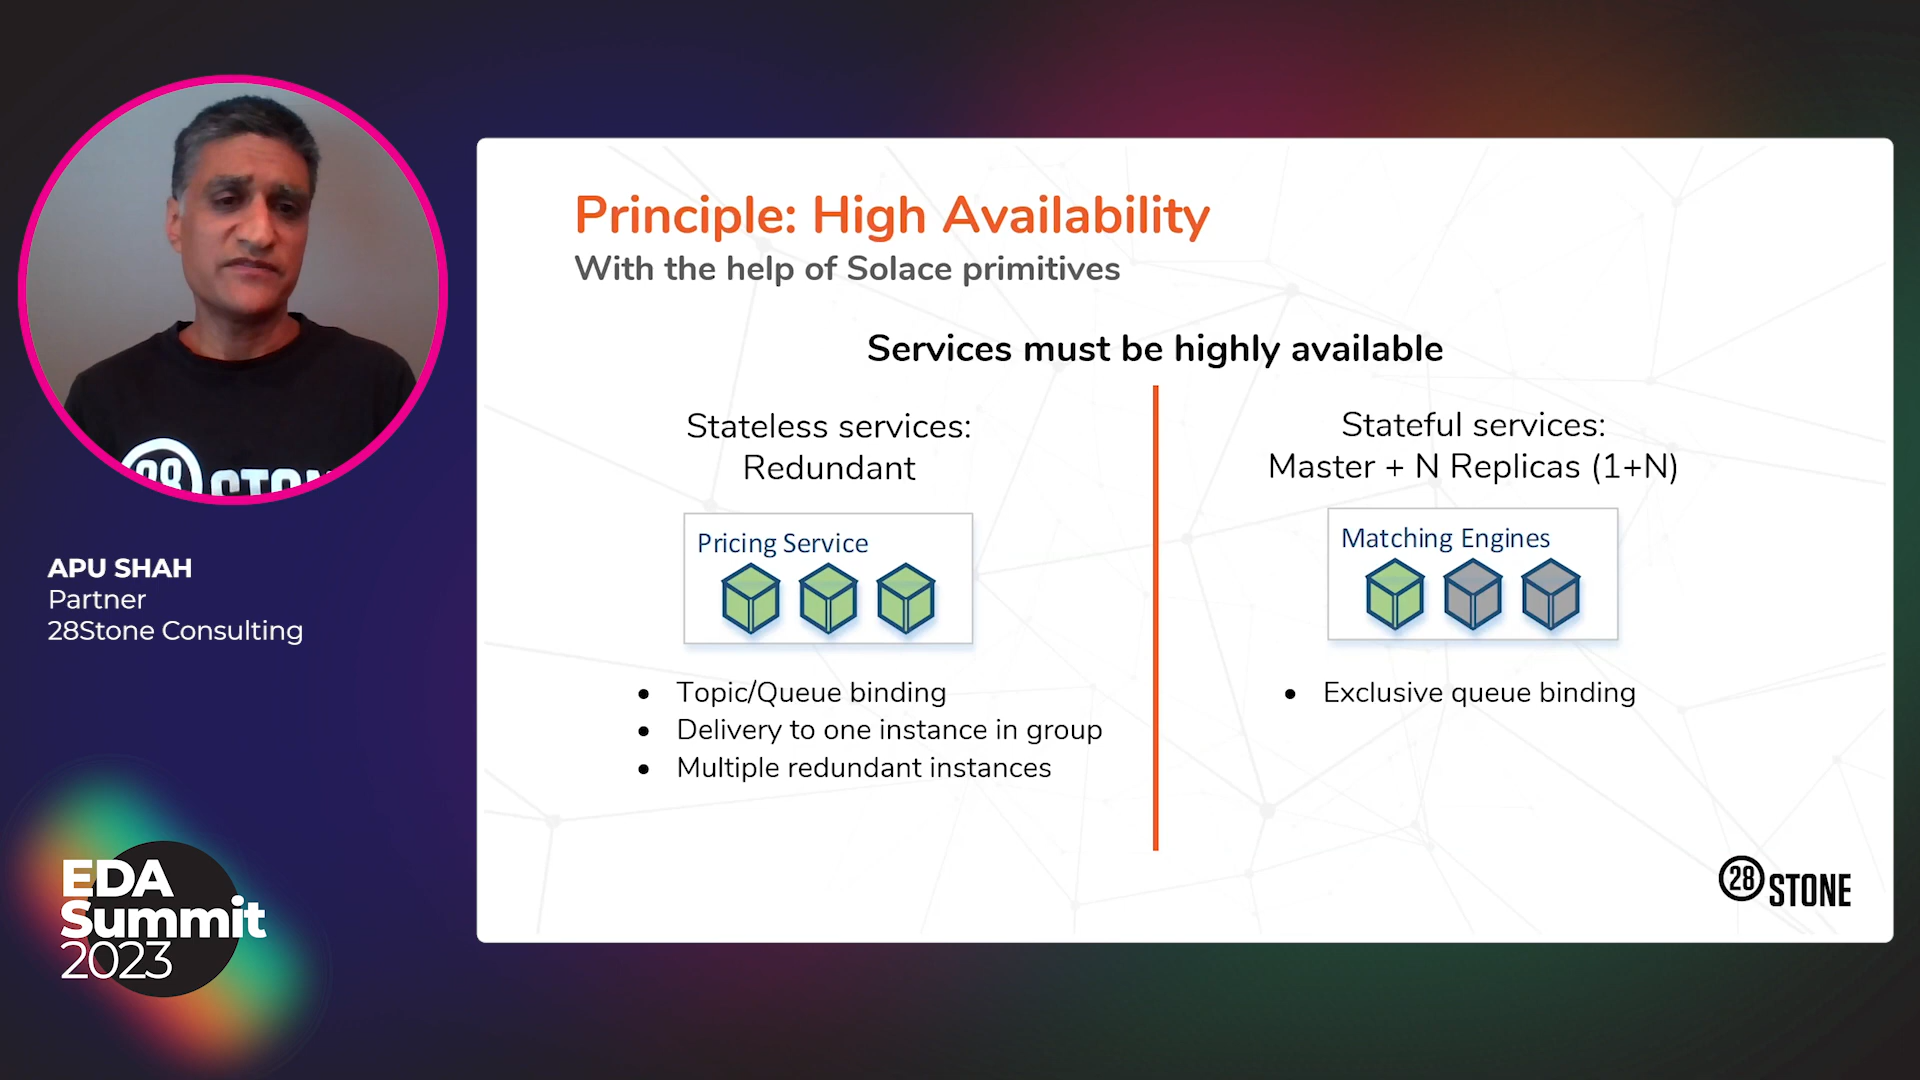 Principle: High Availability
With the help of Solace primitives
Services must be highly available
Stateless services:
Redundant
Pricing Service
Topic/Queue binding
Delivery to one instance in group
Multiple redundant instances
Stateful services:
Master + N Replicas (1+N)
Matching Engines
Exclusive queue binding
28 STONE
28 STONE
APU SHAH
Partner
28Stone Consulting
EDA
Summit
2023